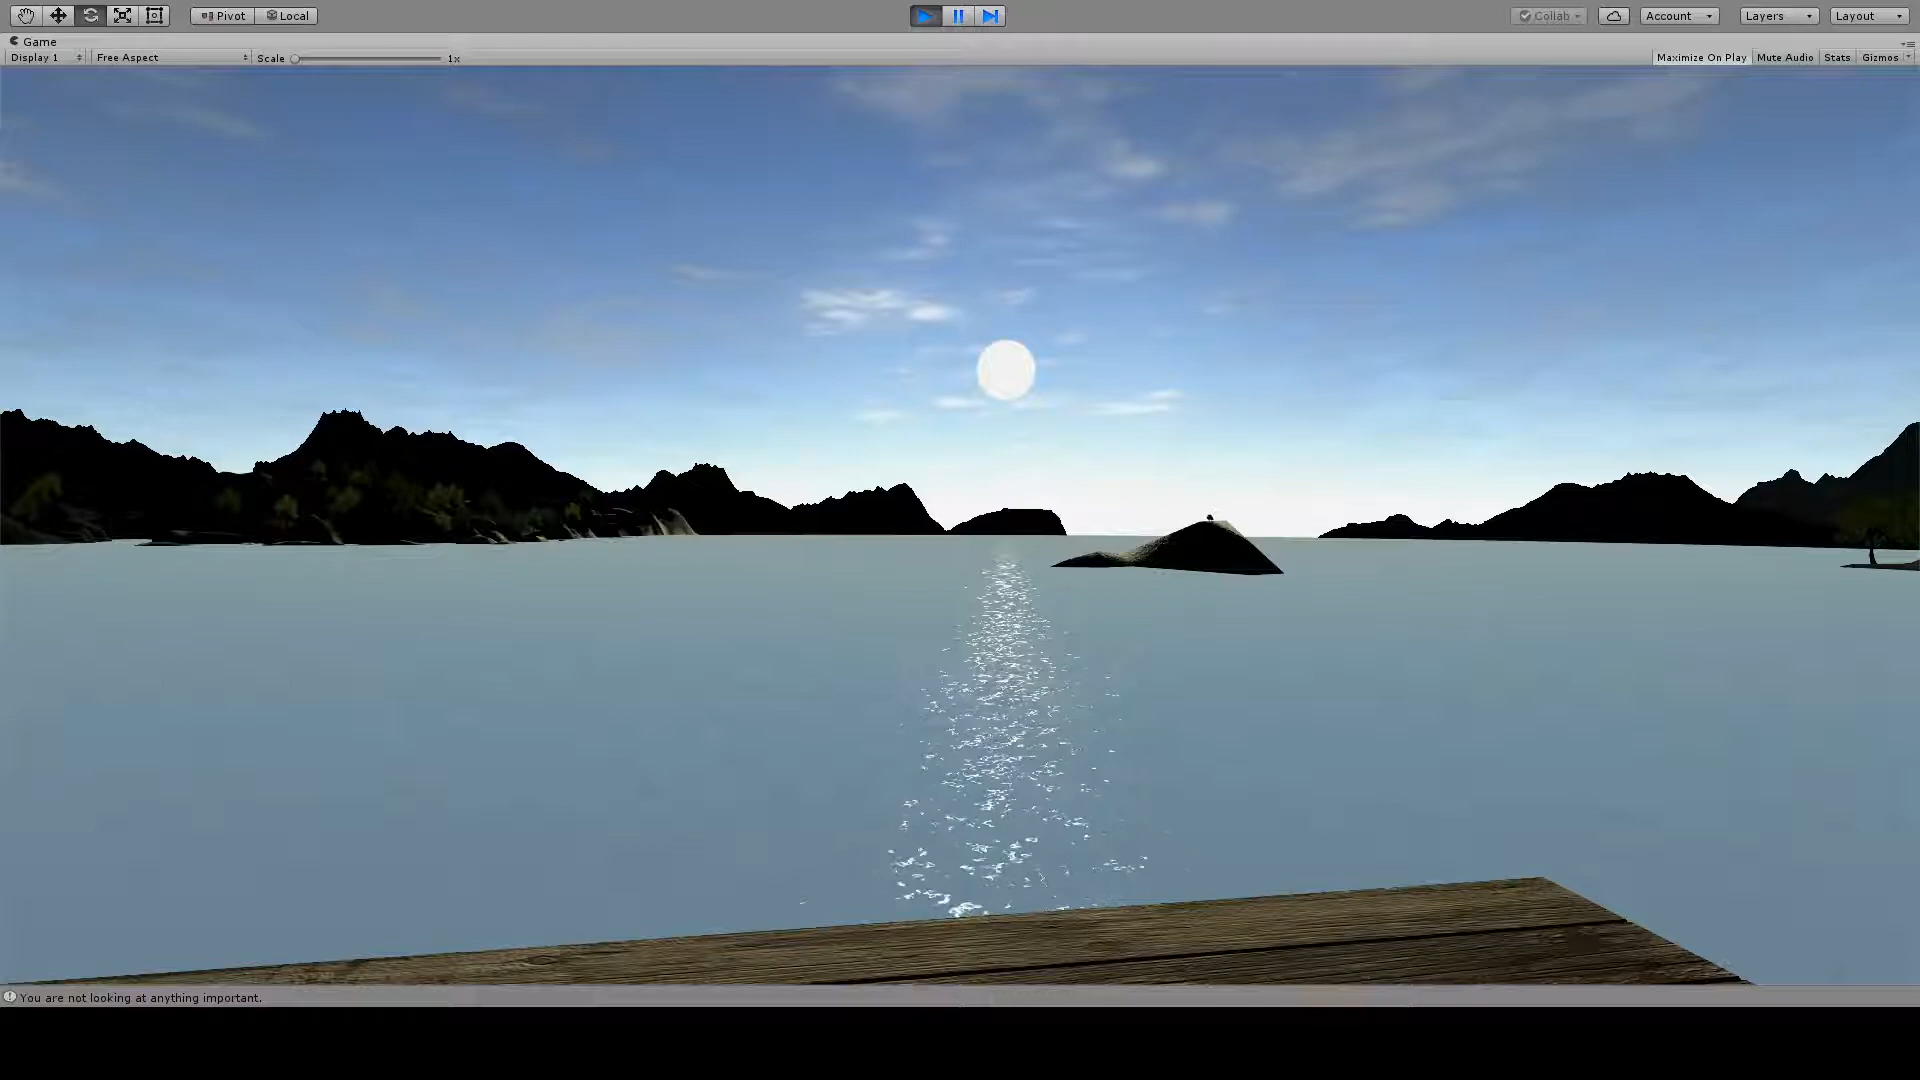 Pivot Local Collab Account Layers Layout
Game
Display 1 Free Aspect Scale 1x Maximize On Play Mute Audio Stats Gizmos
You are not looking at anything important.